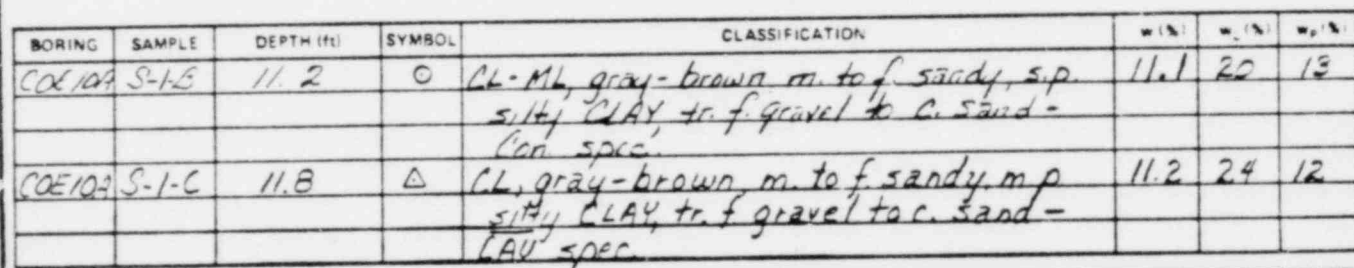 BORING SAMPLE DEPTH (ft) SYMBOL CLASSIFICATION w (%) w (%) wp (%)
COE10A S-1-B 11.2 ⊙ CL-ML, gray-brown m. to f. sandy, s.p. 11.1 20 13
silty CLAY, tr. f. gravel to c. sand -
Con. spec.
COE10A S-1-C 11.8 △ CL, gray-brown, m. to f. sandy, m p 11.2 24 12
silty CLAY, tr. f gravel to c. sand -
spec.